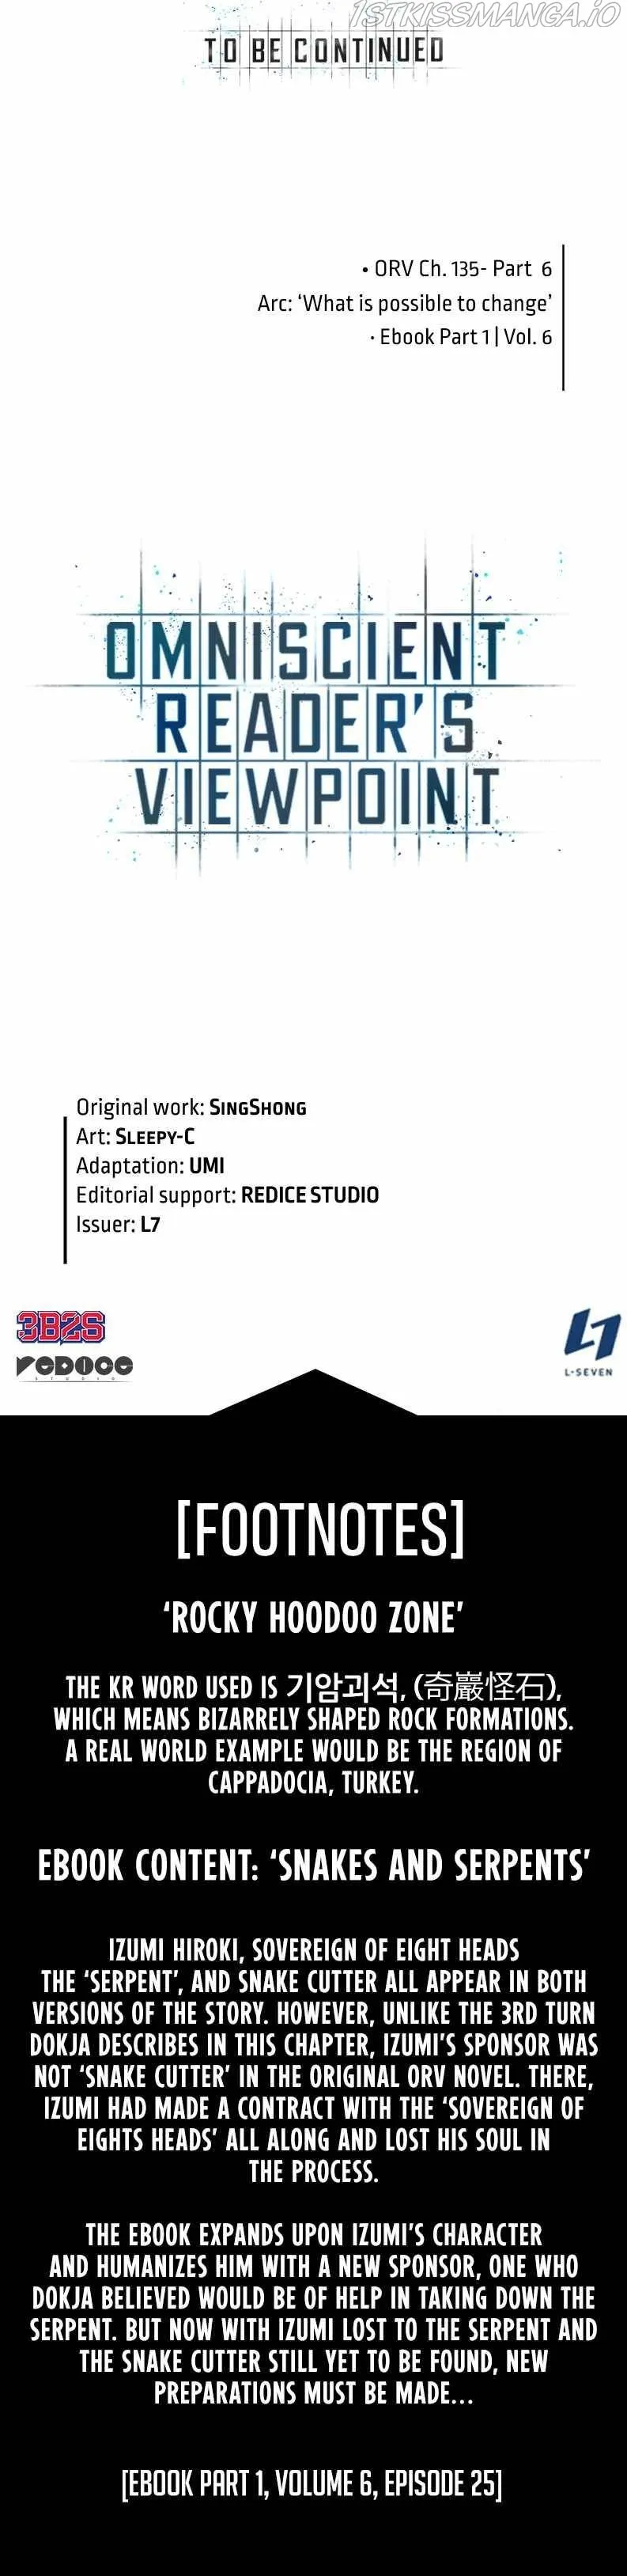 1STKISSMANGA.iO
TO BE CONTINUED
• ORV Ch. 135- Part 6
Arc: ‘What is possible to change’
· Ebook Part 1 | Vol. 6
OMNISCIENT
READER'S
VIEWPOINT
Original work: SINGSHONG
Art: SLEEPY-C
Adaptation: UMI
Editorial support: REDICE STUDIO
Issuer: L7
3B2S
REDICE
STUDIO
L7
L·SEVEN
[FOOTNOTES]
‘ROCKY HOODOO ZONE’
THE KR WORD USED IS 기암괴석, (奇巖怪石),
WHICH MEANS BIZARRELY SHAPED ROCK FORMATIONS.
A REAL WORLD EXAMPLE WOULD BE THE REGION OF
CAPPADOCIA, TURKEY.
EBOOK CONTENT: ‘SNAKES AND SERPENTS’
IZUMI HIROKI, SOVEREIGN OF EIGHT HEADS
THE ‘SERPENT’, AND SNAKE CUTTER ALL APPEAR IN BOTH
VERSIONS OF THE STORY. HOWEVER, UNLIKE THE 3RD TURN
DOKJA DESCRIBES IN THIS CHAPTER, IZUMI’S SPONSOR WAS
NOT ‘SNAKE CUTTER’ IN THE ORIGINAL ORV NOVEL. THERE,
IZUMI HAD MADE A CONTRACT WITH THE ‘SOVEREIGN OF
EIGHTS HEADS’ ALL ALONG AND LOST HIS SOUL IN
THE PROCESS.
THE EBOOK EXPANDS UPON IZUMI’S CHARACTER
AND HUMANIZES HIM WITH A NEW SPONSOR, ONE WHO
DOKJA BELIEVED WOULD BE OF HELP IN TAKING DOWN THE
SERPENT. BUT NOW WITH IZUMI LOST TO THE SERPENT AND
THE SNAKE CUTTER STILL YET TO BE FOUND, NEW
PREPARATIONS MUST BE MADE...
[EBOOK PART 1, VOLUME 6, EPISODE 25]